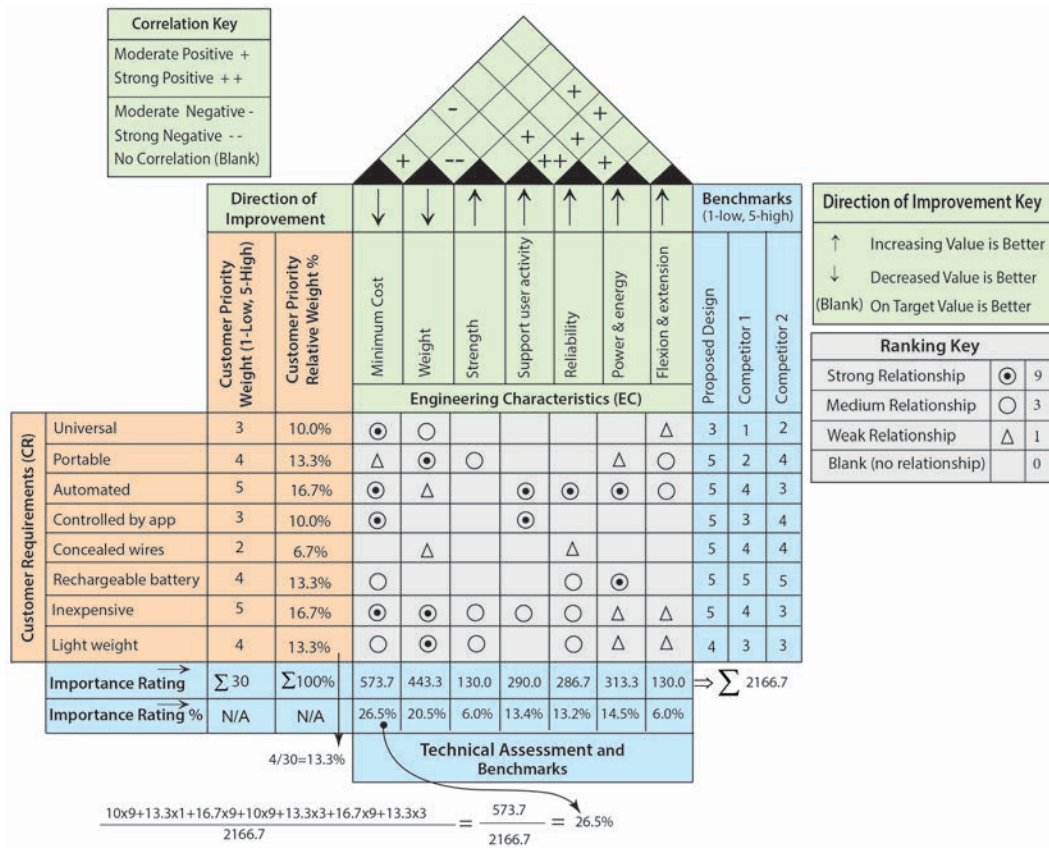 Correlation Key
Moderate Positive +
Strong Positive ++
Moderate Negative -
Strong Negative --
No Correlation (Blank)
+
+
-
+
+
+
+
--
++
+
Direction of
Improvement
↓ ↓ ↑ ↑ ↑ ↑ ↑
Benchmarks
(1-low, 5-high)
Direction of Improvement Key
↑ Increasing Value is Better
↓ Decreased Value is Better
(Blank) On Target Value is Better
Customer Priority
Weight (1-Low, 5-High)
Customer Priority
Relative Weight %
Minimum Cost
Weight
Strength
Support user activity
Reliability
Power & energy
Flexion & extension
Proposed Design
Competitor 1
Competitor 2
Engineering Characteristics (EC)
Ranking Key
Strong Relationship ⦿ 9
Medium Relationship ○ 3
Weak Relationship △ 1
Blank (no relationship) 0
Customer Requirements (CR)
Universal 3 10.0% ⦿ ○ △ 3 1 2
Portable 4 13.3% △ ⦿ ○ △ ○ 5 2 4
Automated 5 16.7% ⦿ △ ⦿ ⦿ ⦿ ○ 5 4 3
Controlled by app 3 10.0% ⦿ ⦿ 5 3 4
Concealed wires 2 6.7% △ △ 5 4 4
Rechargeable battery 4 13.3% ○ ○ ⦿ 5 5 5
Inexpensive 5 16.7% ⦿ ⦿ ○ ○ ○ △ △ 5 4 3
Light weight 4 13.3% ○ ⦿ ○ ○ △ △ 4 3 3
Importance Rating ∑30 ∑100% 573.7 443.3 130.0 290.0 286.7 313.3 130.0 ⇒ ∑ 2166.7
Importance Rating % N/A N/A 26.5% 20.5% 6.0% 13.4% 13.2% 14.5% 6.0%
4/30=13.3%
Technical Assessment and
Benchmarks
10x9+13.3x1+16.7x9+10x9+13.3x3+16.7x9+13.3x3
2166.7
=
573.7
2166.7
= 26.5%